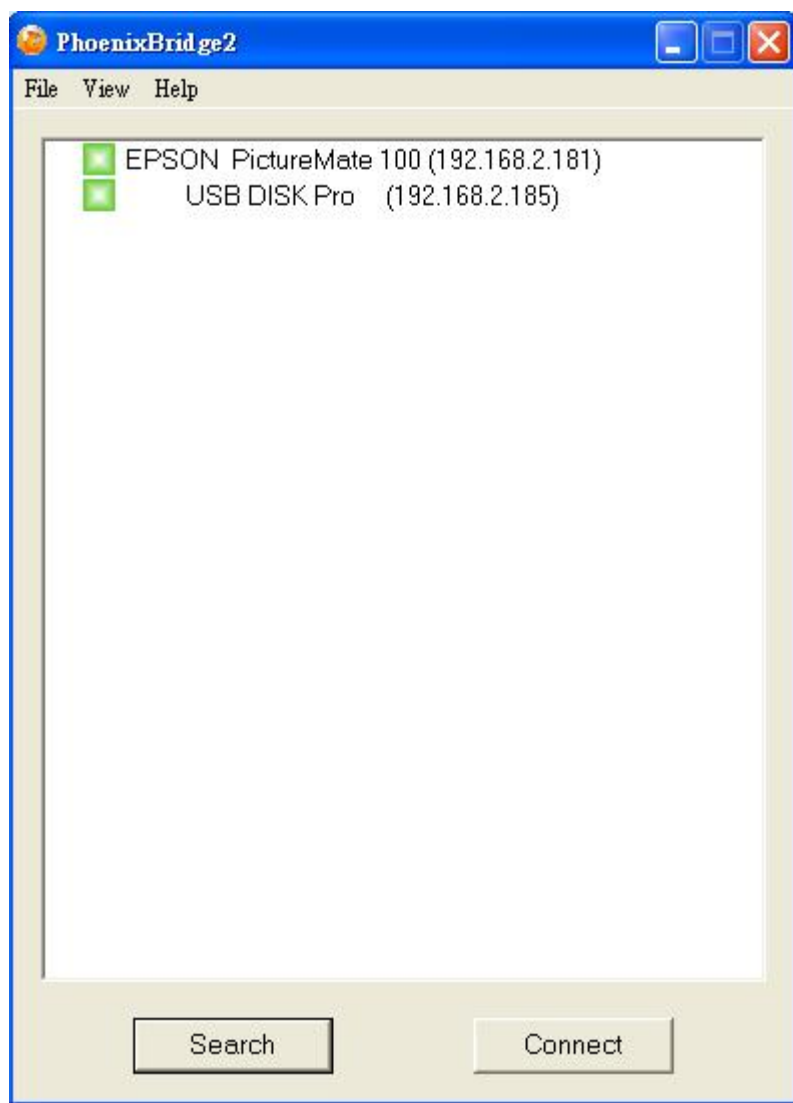 PhoenixBridge2
File View Help
EPSON PictureMate 100 (192.168.2.181)
USB DISK Pro (192.168.2.185)
Search Connect